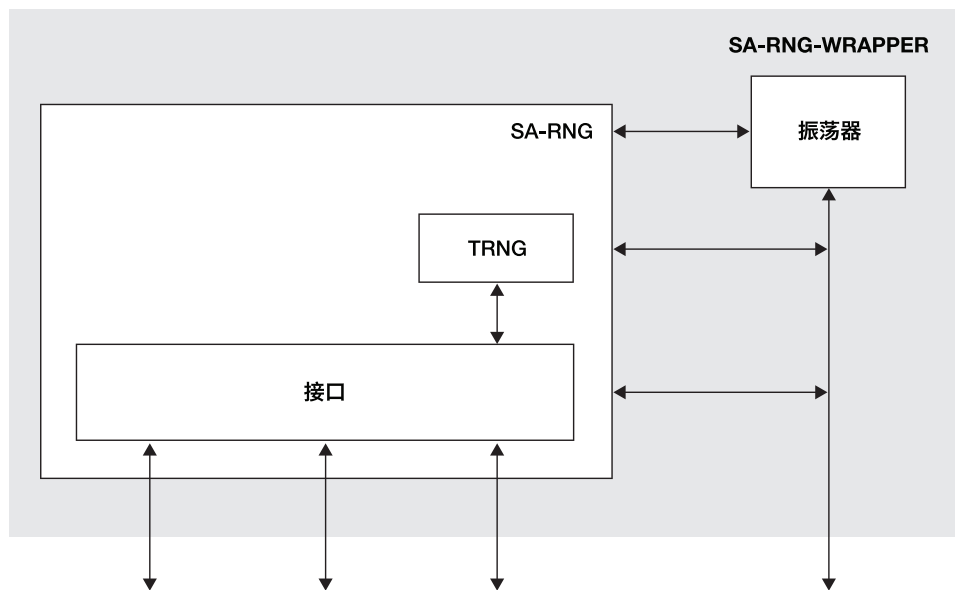 SA-RNG-WRAPPER
SA-RNG
振荡器
TRNG
接口